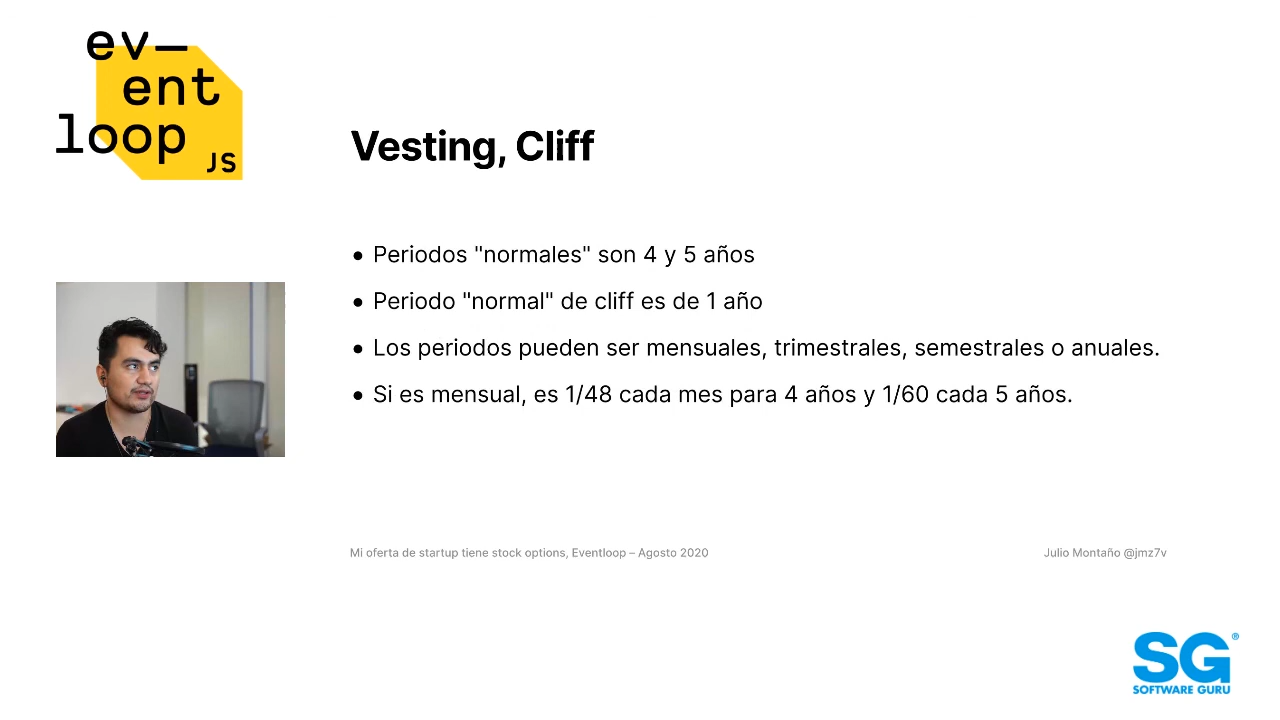 ev—
ent
loop
JS
Vesting, Cliff
• Periodos "normales" son 4 y 5 años
• Periodo "normal" de cliff es de 1 año
• Los periodos pueden ser mensuales, trimestrales, semestrales o anuales.
• Si es mensual, es 1/48 cada mes para 4 años y 1/60 cada 5 años.
Mi oferta de startup tiene stock options, Eventloop – Agosto 2020
Julio Montaño @jmz7v
SG®
SOFTWARE GURU